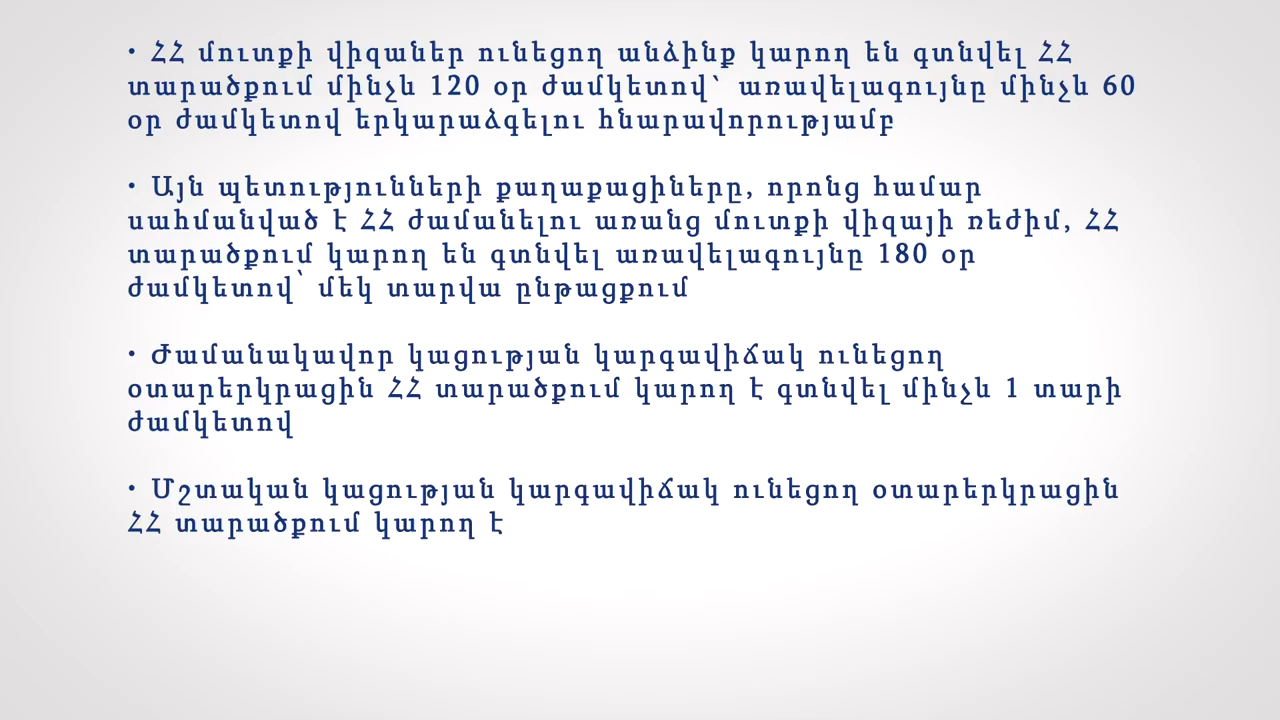 • ՀՀ մուտքի վիզաներ ունեցող անձինք կարող են գտնվել ՀՀ
տարածքում մինչև 120 օր ժամկետով՝ առավելագույնը մինչև 60
օր ժամկետով երկարաձգելու հնարավորությամբ
• Այն պետությունների քաղաքացիները, որոնց համար
սահմանված է ՀՀ ժամանելու առանց մուտքի վիզայի ռեժիմ, ՀՀ
տարածքում կարող են գտնվել առավելագույնը 180 օր
ժամկետով՝ մեկ տարվա ընթացքում
• Ժամանակավոր կացության կարգավիճակ ունեցող
օտարերկրացին ՀՀ տարածքում կարող է գտնվել մինչև 1 տարի
ժամկետով
• Մշտական կացության կարգավիճակ ունեցող օտարերկրացին
ՀՀ տարածքում կարող է